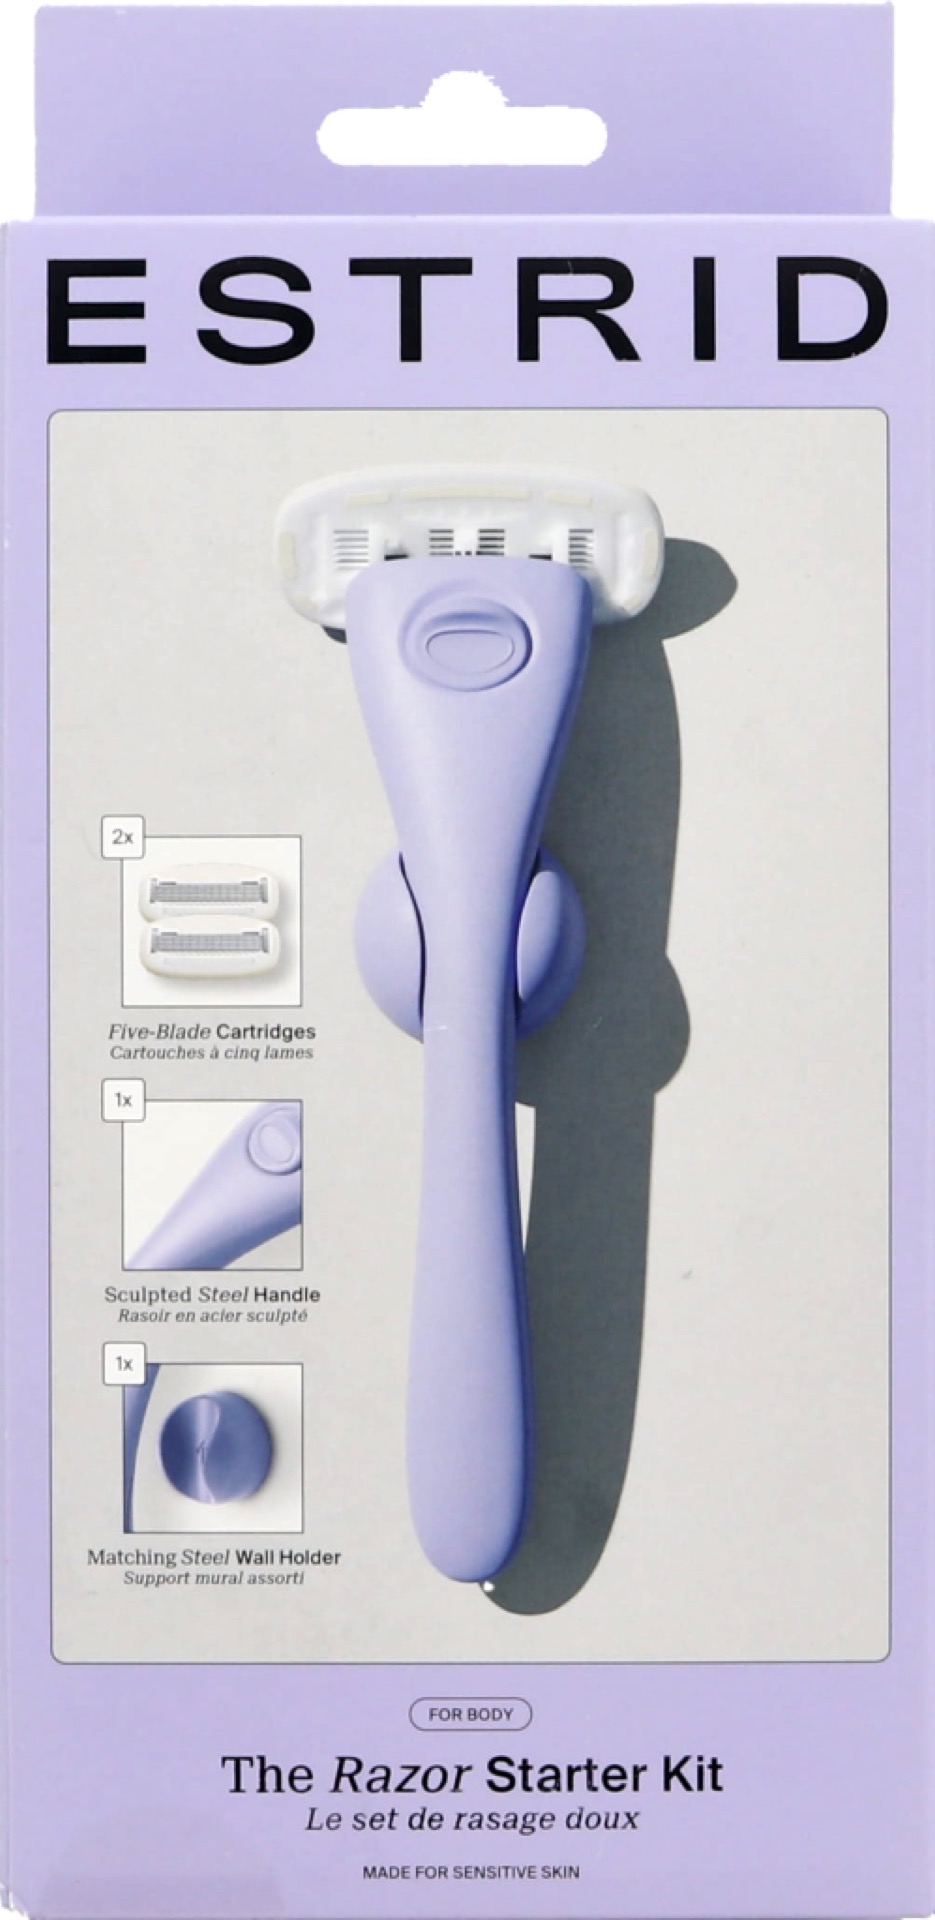 ESTRID
2x
Five-Blade Cartridges
Cartouches à cinq lames
1x
Sculpted Steel Handle
Rasoir en acier sculpté
1x
Matching Steel Wall Holder
Support mural assorti
FOR BODY
The Razor Starter Kit
Le set de rasage doux
MADE FOR SENSITIVE SKIN